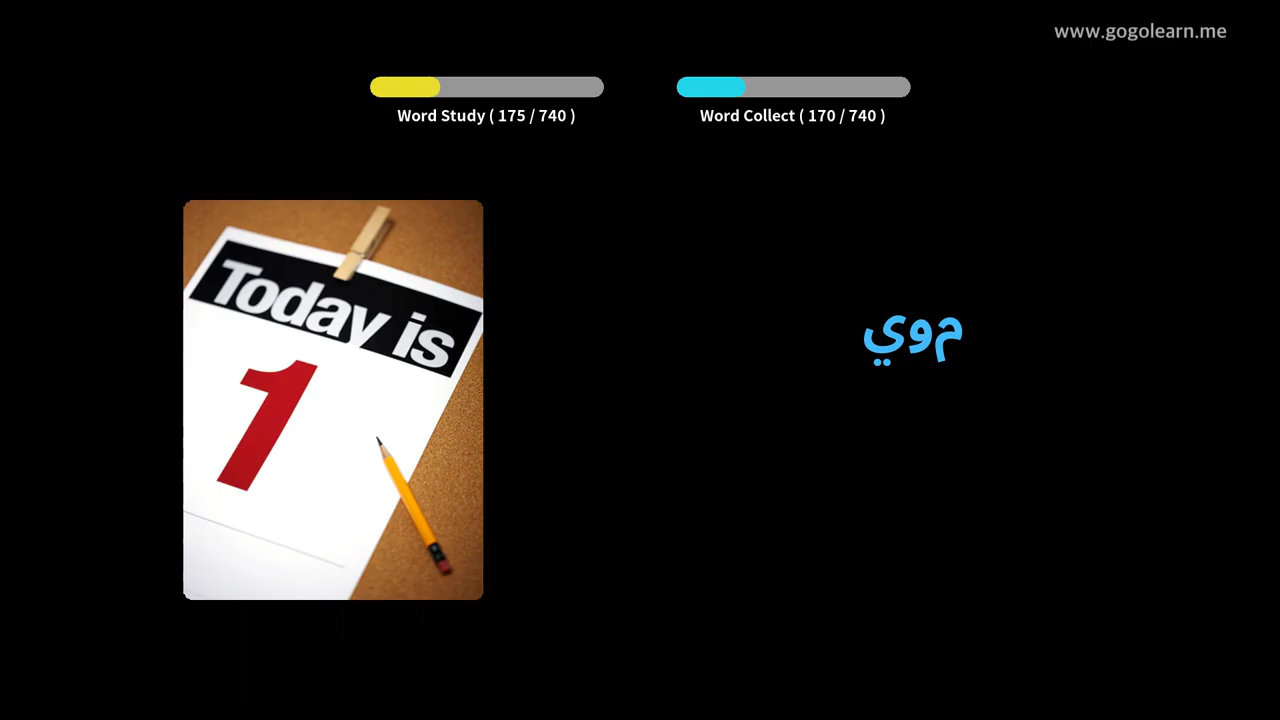 www.gogolearn.me
Word Study ( 175 / 740 )
Word Collect ( 170 / 740 )
Today is
1
يوم